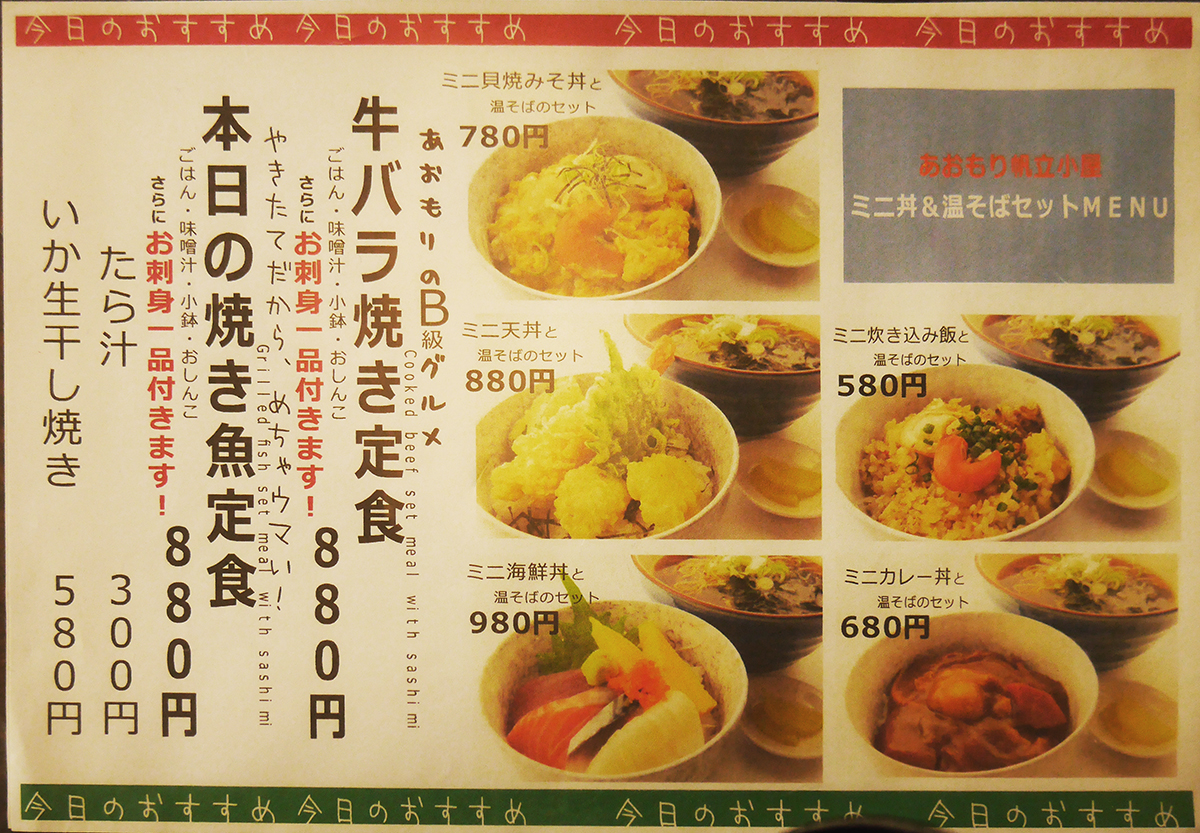 今日のおすすめ 今日のおすすめ 今日のおすすめ 今日のおすすめ
あおもり帆立小屋
ミニ丼&温そばセットMENU
ミニ貝焼みそ丼と
温そばのセット
780円
ミニ天丼と
温そばのセット
880円
ミニ炊き込み飯と
温そばのセット
580円
ミニ海鮮丼と
温そばのセット
980円
ミニカレー丼と
温そばのセット
680円
あおもりのB級グルメ
Cooked beef set meal with sashimi
牛バラ焼き定食
ごはん・味噌汁・小鉢・おしんこ
さらにお刺身一品付きます!
880円
やきたてだから、めちゃウマい!
Grilled fish set meal with sashimi
本日の焼き魚定食
ごはん・味噌汁・小鉢・おしんこ
さらにお刺身一品付きます!
880円
たら汁 300円
いか生干し焼き 580円
今日のおすすめ 今日のおすすめ 今日のおすすめ 今日のおすすめ